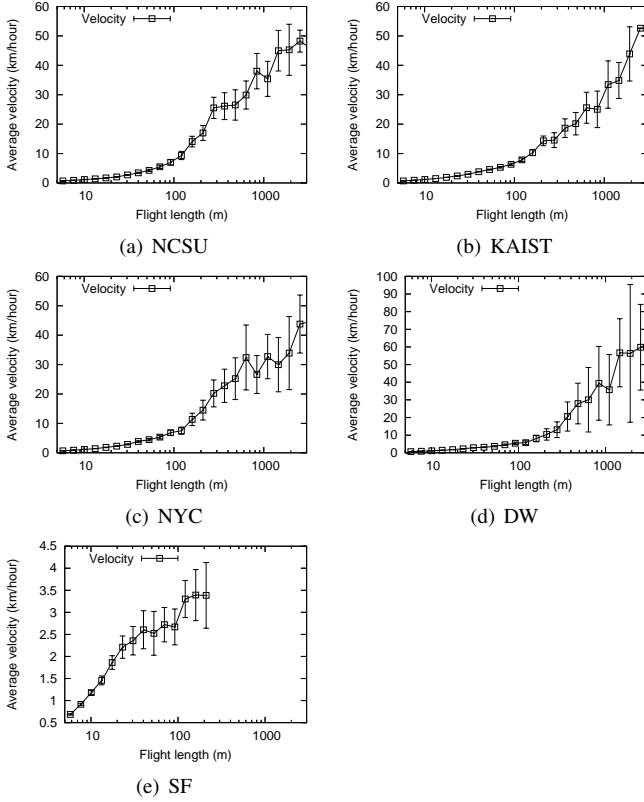 60
50
40
30
20
10
0
Average velocity (km/hour)
Velocity
10
100
1000
Flight length (m)
(a) NCSU
60
50
40
30
20
10
0
Average velocity (km/hour)
Velocity
10
100
1000
Flight length (m)
(b) KAIST
60
50
40
30
20
10
0
Average velocity (km/hour)
Velocity
10
100
1000
Flight length (m)
(c) NYC
100
90
80
70
60
50
40
30
20
10
0
Average velocity (km/hour)
Velocity
10
100
1000
Flight length (m)
(d) DW
4.5
4
3.5
3
2.5
2
1.5
1
0.5
Average velocity (km/hour)
Velocity
10
100
1000
Flight length (m)
(e) SF